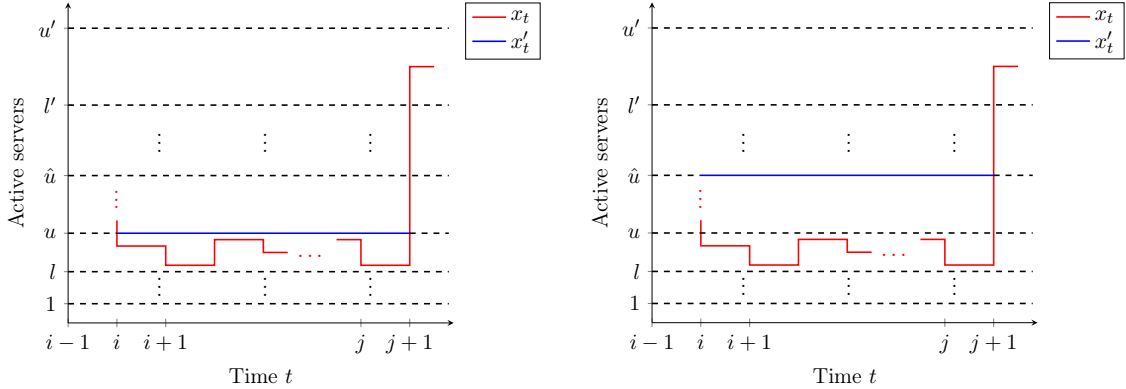 u′
l′
û
u
l
1
Active servers
i − 1
i
i + 1
j
j + 1
Time t
x_t
x′_t
u′
l′
û
u
l
1
Active servers
i − 1
i
i + 1
j
j + 1
Time t
x_t
x′_t